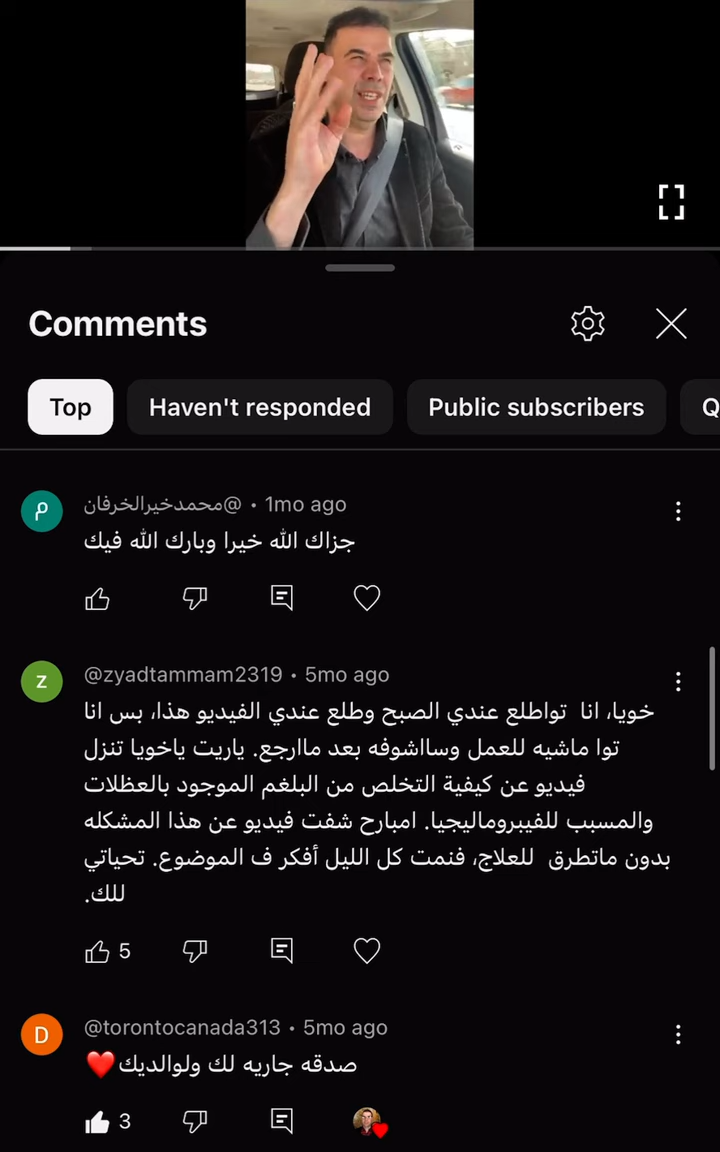 Comments
Top
Haven't responded
Public subscribers
Q
@محمدخيرالخرفان • 1mo ago
جزاك الله خيرا وبارك الله فيك
Z
@zyadtammam2319 • 5mo ago
خويا، انا تواطلع عندي الصبح وطلع عندي الفيديو هذا، بس انا
توا ماشيه للعمل وسااشوفه بعد ماارجع. ياريت ياخويا تنزل
فيديو عن كيفية التخلص من البلغم الموجود بالعظلات
والمسبب للفيبروماليجيا. امبارح شفت فيديو عن هذا المشكله
بدون ماتطرق للعلاج، فنمت كل الليل أفكر ف الموضوع. تحياتي
للك.
5
D
@torontocanada313 • 5mo ago
صدقه جاريه لك ولوالديك❤️
3